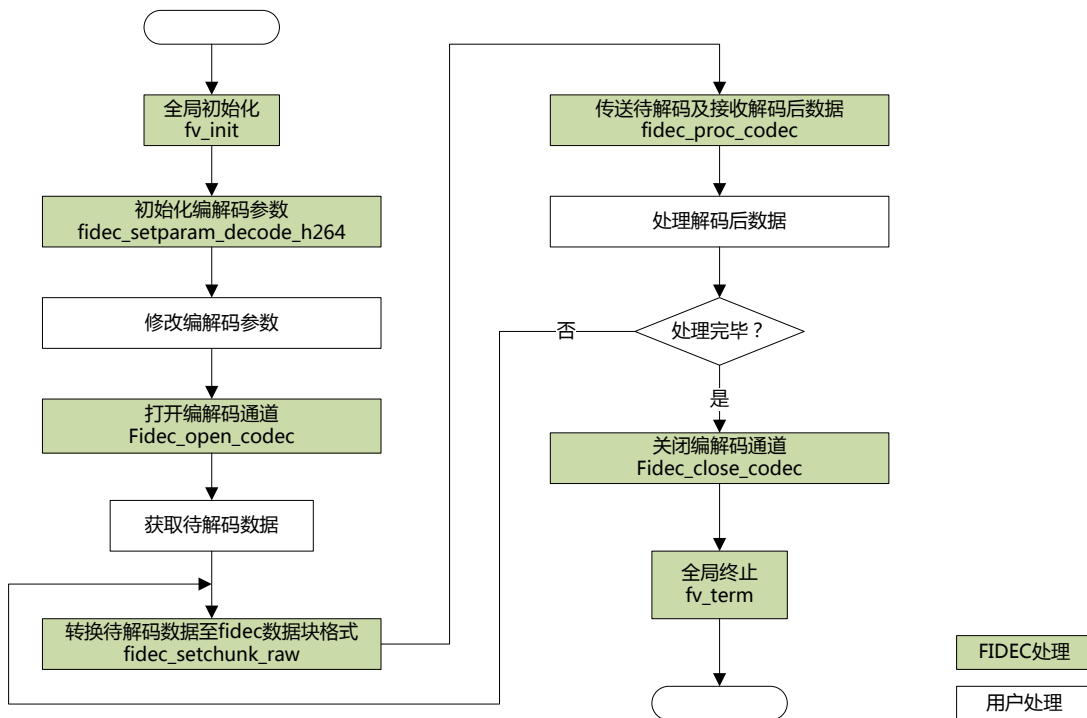 全局初始化
fv_init
初始化编解码参数
fidec_setparam_decode_h264
修改编解码参数
打开编解码通道
Fidec_open_codec
获取待解码数据
转换待解码数据至fidec数据块格式
fidec_setchunk_raw
传送待解码及接收解码后数据
fidec_proc_codec
处理解码后数据
处理完毕？
否
是
关闭编解码通道
Fidec_close_codec
全局终止
fv_term
FIDEC处理
用户处理